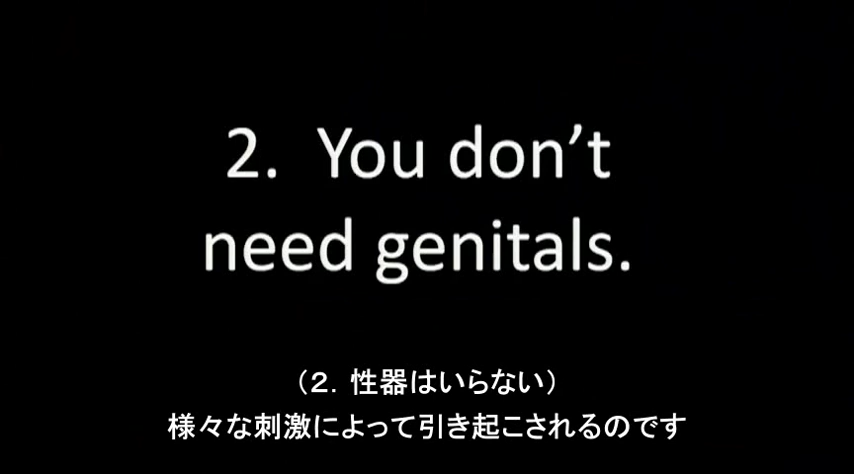 2. You don't
need genitals.
（2. 性器はいらない）
様々な刺激によって引き起こされるのです